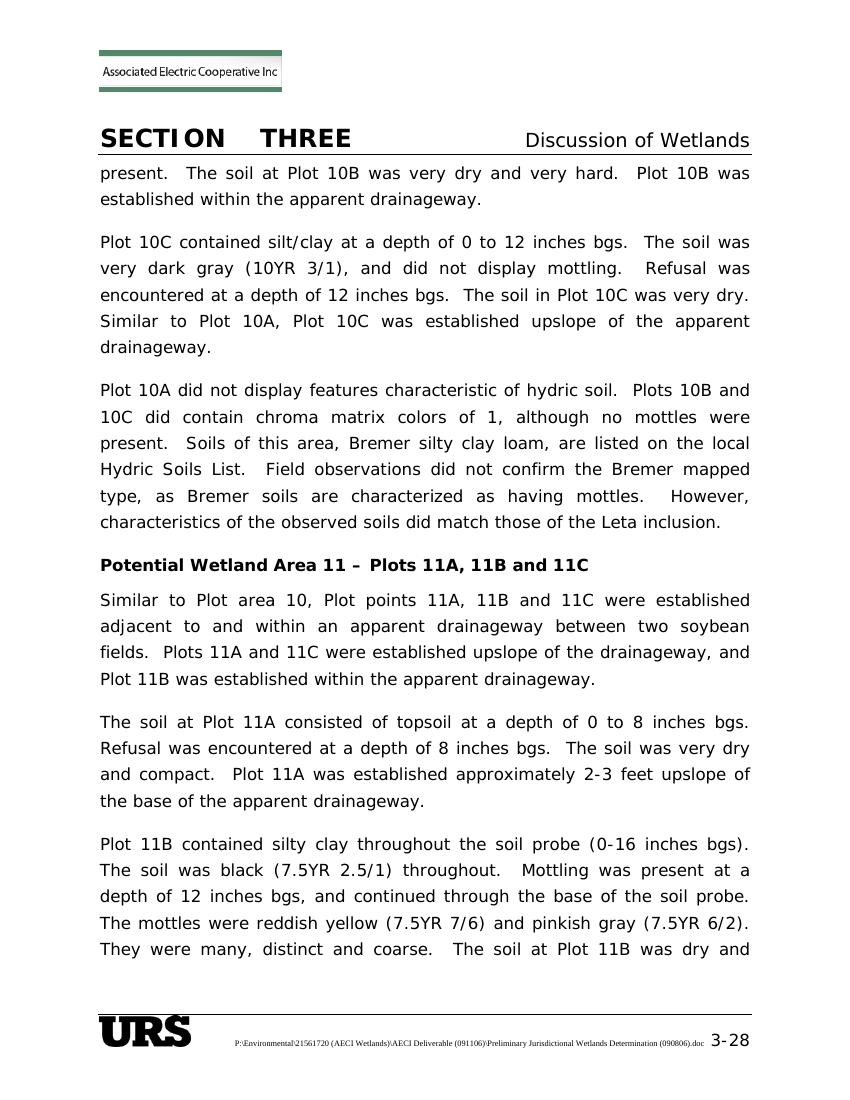 Associated Electric Cooperative Inc
SECTION THREE Discussion of Wetlands
present. The soil at Plot 10B was very dry and very hard. Plot 10B was
established within the apparent drainageway.
Plot 10C contained silt/clay at a depth of 0 to 12 inches bgs. The soil was
very dark gray (10YR 3/1), and did not display mottling. Refusal was
encountered at a depth of 12 inches bgs. The soil in Plot 10C was very dry.
Similar to Plot 10A, Plot 10C was established upslope of the apparent
drainageway.
Plot 10A did not display features characteristic of hydric soil. Plots 10B and
10C did contain chroma matrix colors of 1, although no mottles were
present. Soils of this area, Bremer silty clay loam, are listed on the local
Hydric Soils List. Field observations did not confirm the Bremer mapped
type, as Bremer soils are characterized as having mottles. However,
characteristics of the observed soils did match those of the Leta inclusion.
Potential Wetland Area 11 – Plots 11A, 11B and 11C
Similar to Plot area 10, Plot points 11A, 11B and 11C were established
adjacent to and within an apparent drainageway between two soybean
fields. Plots 11A and 11C were established upslope of the drainageway, and
Plot 11B was established within the apparent drainageway.
The soil at Plot 11A consisted of topsoil at a depth of 0 to 8 inches bgs.
Refusal was encountered at a depth of 8 inches bgs. The soil was very dry
and compact. Plot 11A was established approximately 2-3 feet upslope of
the base of the apparent drainageway.
Plot 11B contained silty clay throughout the soil probe (0-16 inches bgs).
The soil was black (7.5YR 2.5/1) throughout. Mottling was present at a
depth of 12 inches bgs, and continued through the base of the soil probe.
The mottles were reddish yellow (7.5YR 7/6) and pinkish gray (7.5YR 6/2).
They were many, distinct and coarse. The soil at Plot 11B was dry and
URS P:\Environmental\21561720 (AECI Wetlands)\AECI Deliverable (091106)\Preliminary Jurisdictional Wetlands Determination (090806).doc 3-28